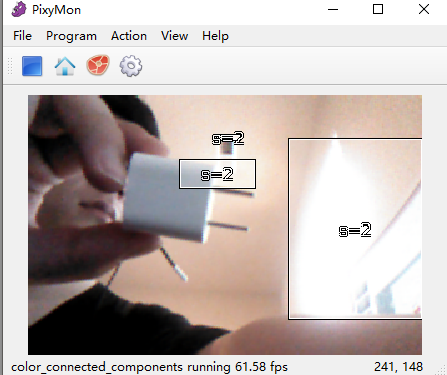 PixyMon
File Program Action View Help
s=2
s=2
s=2
color_connected_components running 61.58 fps 241, 148